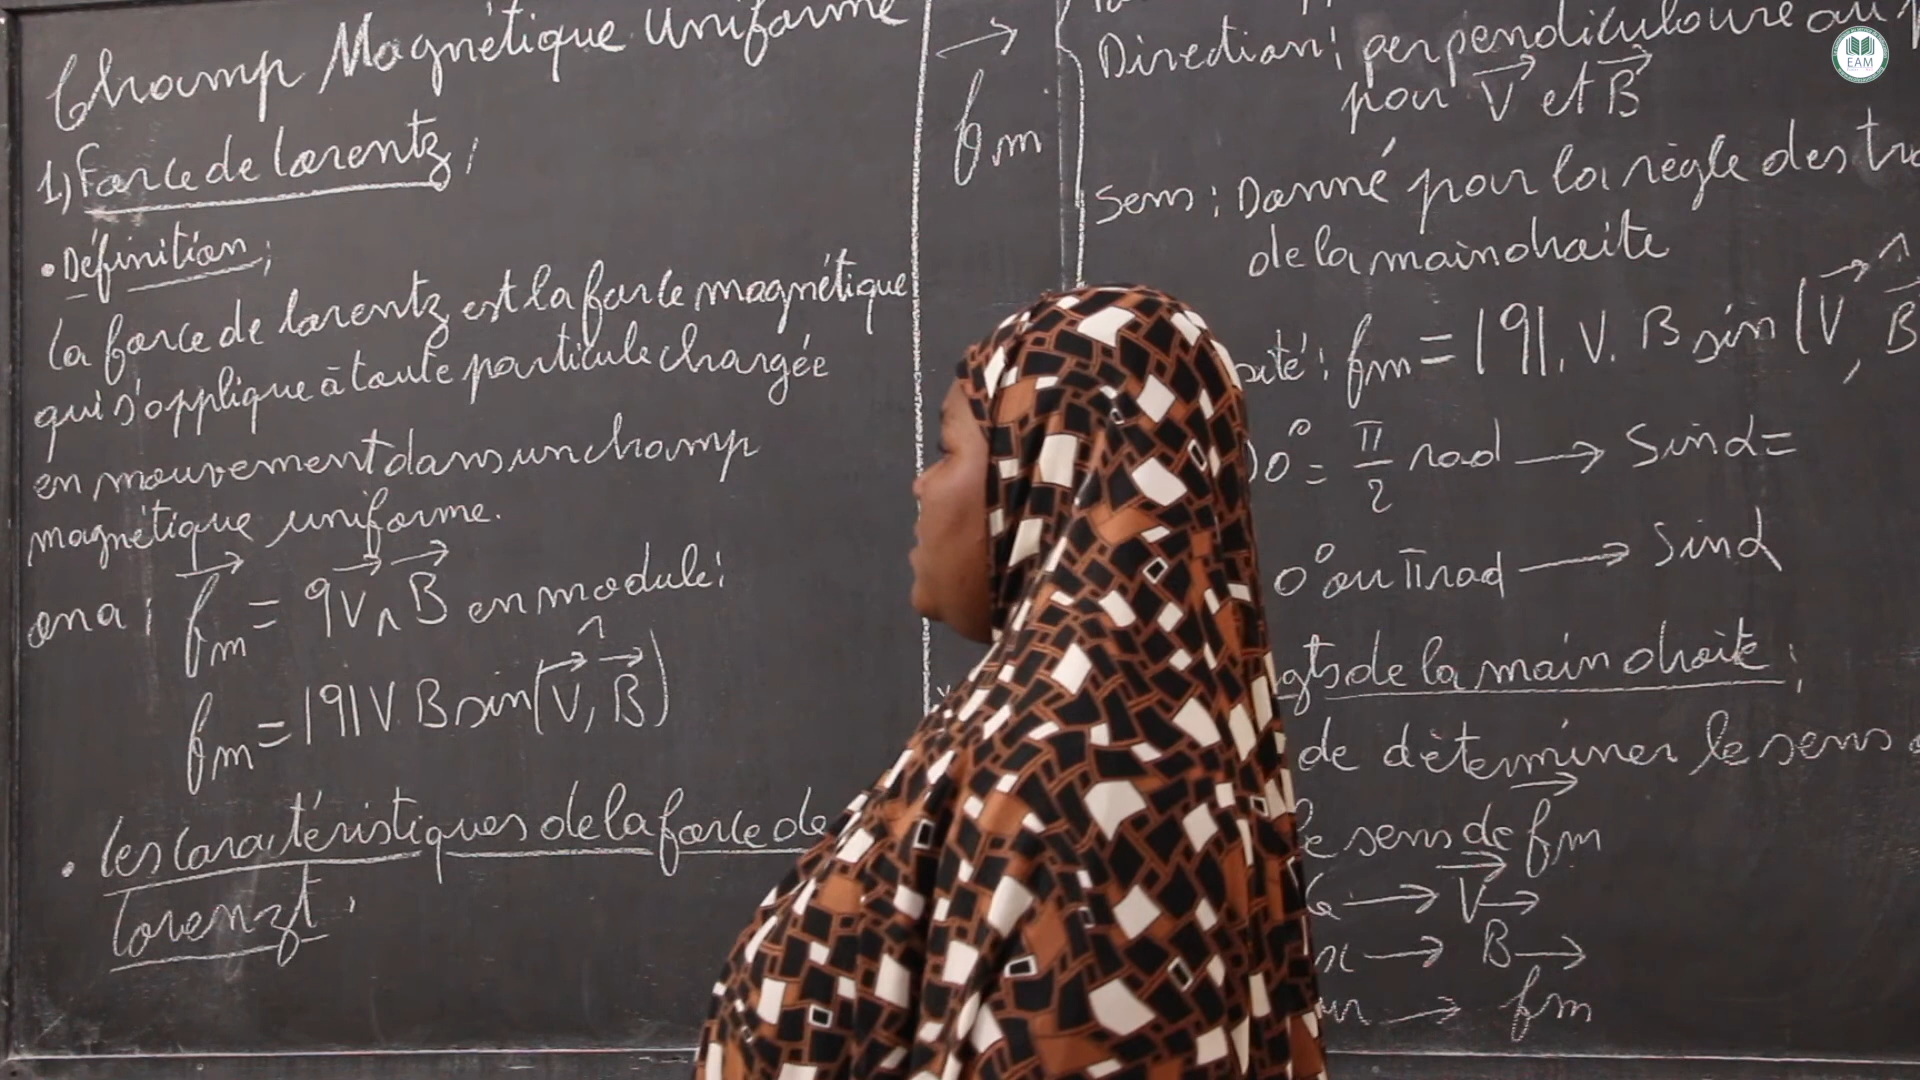 Champ Magnétique Uniforme
1) Force de Lorentz:
• Définition:
La force de Lorentz est la force magnétique
qui s'applique à toute particule chargée
en mouvement dans un champ
magnétique uniforme.
on a: fm = qV∧B en module:
fm = |q|V B sin(V, B)
• Les caractéristiques de la force de
Lorenzt:
fm
Direction: perpendiculaire au
par V et B
Sens: Donné par la règle des
de la main droite
fm = |q|. V. B sin (V, B
0° = π/2 rad → Sinα =
0° ou π rad → Sinα
de la main droite:
de déterminer le sens
sens de fm
→ V
→ B
→ fm
EAM